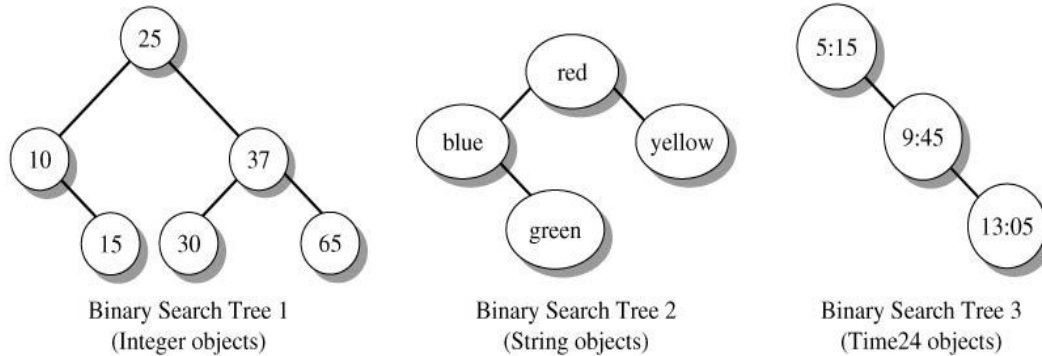 25
10
37
15
30
65
Binary Search Tree 1
(Integer objects)
red
blue
yellow
green
Binary Search Tree 2
(String objects)
5:15
9:45
13:05
Binary Search Tree 3
(Time24 objects)